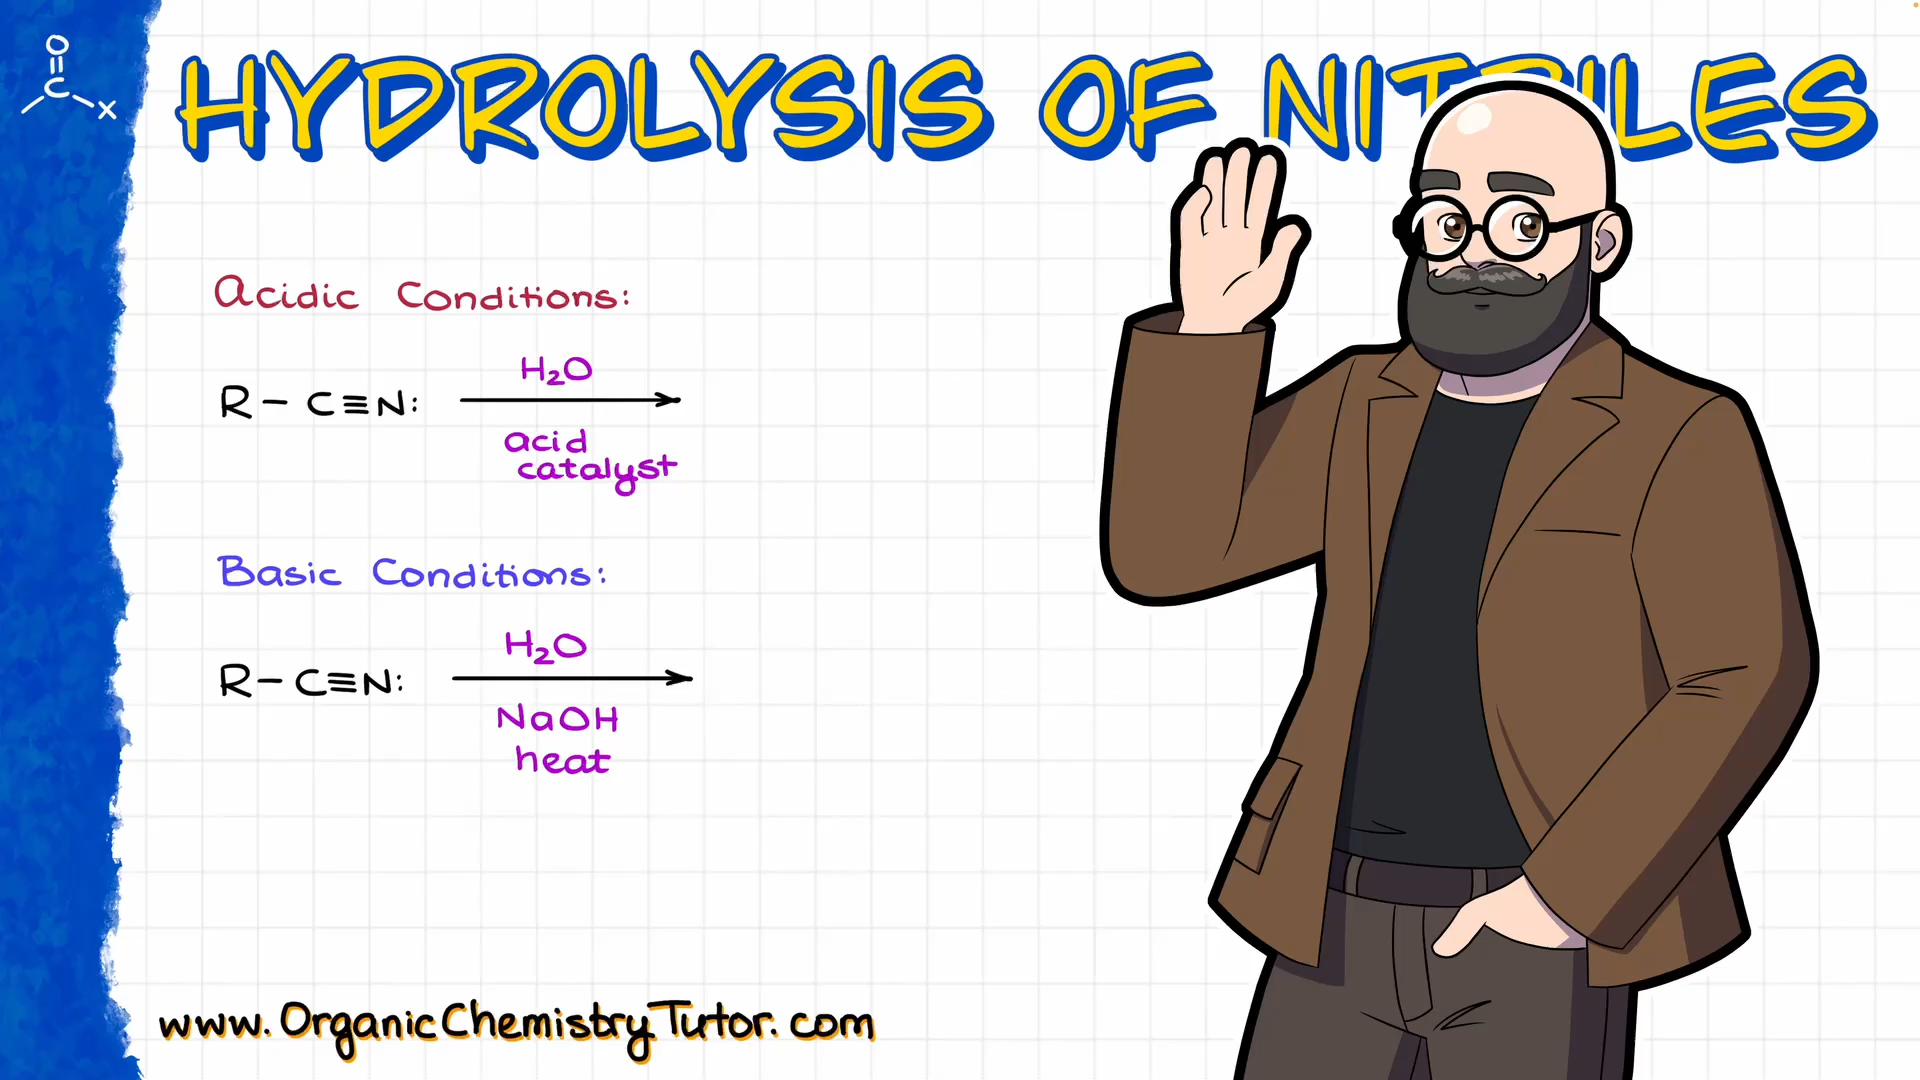 HYDROLYSIS OF NITRILES
O
C
X
Acidic Conditions:
H₂O
R – C≡N:
acid
catalyst
Basic Conditions:
H₂O
R – C≡N:
NaOH
heat
www.OrganicChemistryTutor.com